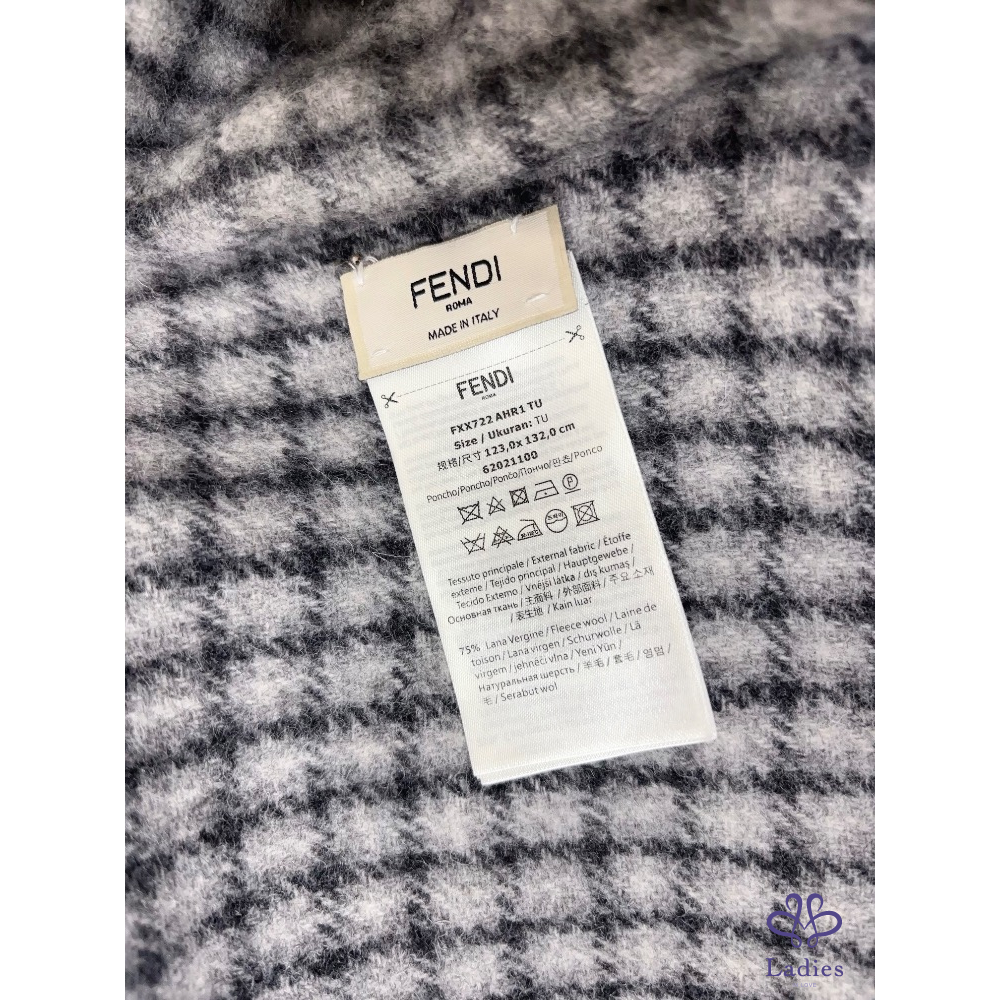 FENDI
ROMA
MADE IN ITALY
FENDI
ROMA
FXX722 AHR1 TU
Size / Ukuran: TU
规格/尺寸 123,0x 132,0 cm
62021100
Poncho/Poncho/Pončo/Пончо/판초/Ponco
P
Tessuto principale / External fabric / Étoffe
externe / Tejido principal / Hauptgewebe /
Tecido Externo / Vnější látka / dış kumaş /
Основная ткань / 主面料 / 外部面料 / 주요 소재
/ 表生地 / Kain luar
75% Lana Vergine / Fleece wool / Laine de
toison / Lana virgen / Schurwolle / Lã
virgem / jehněčí vlna / Yeni Yün /
Натуральная шерсть / 羊毛 / 套毛 /
毛 / Serabut wol
Ladies